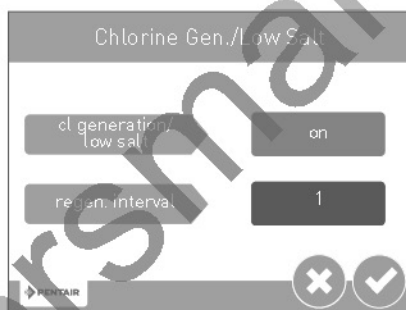 Chlorine Gen./Low Salt
cl generation/
low salt
on
regen. interval
1
PENTAIR